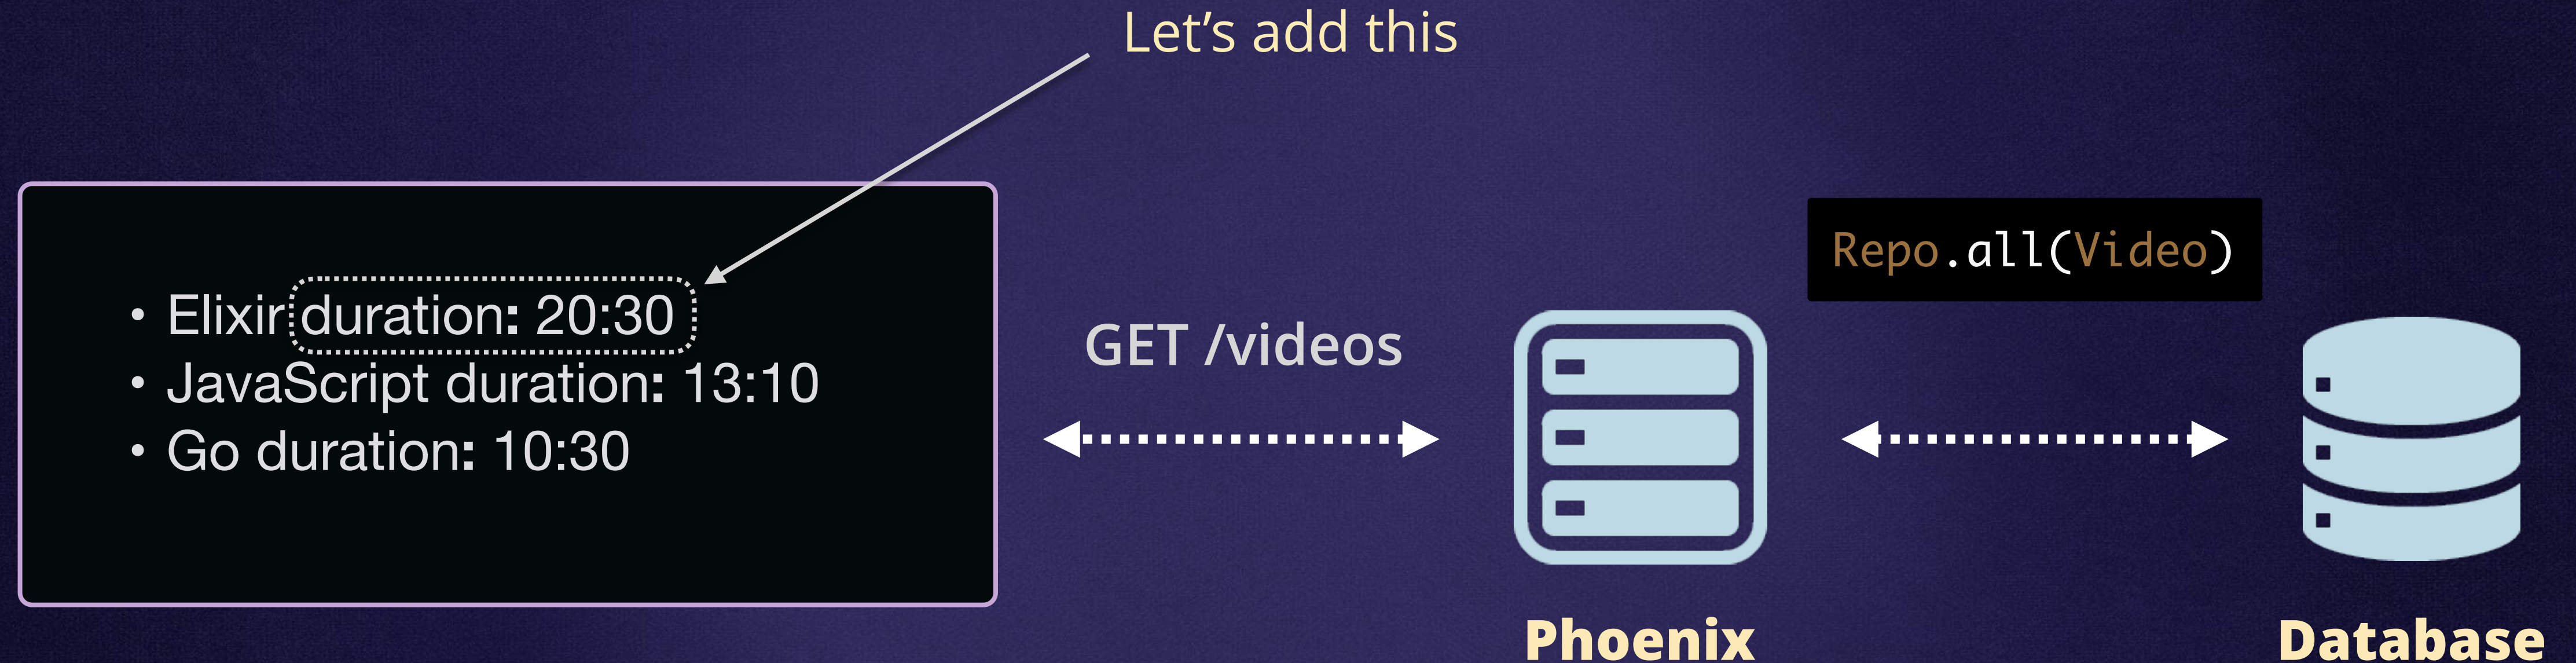 Let’s add this
• Elixir duration: 20:30
• JavaScript duration: 13:10
• Go duration: 10:30
GET /videos
Repo.all(Video)
Phoenix
Database